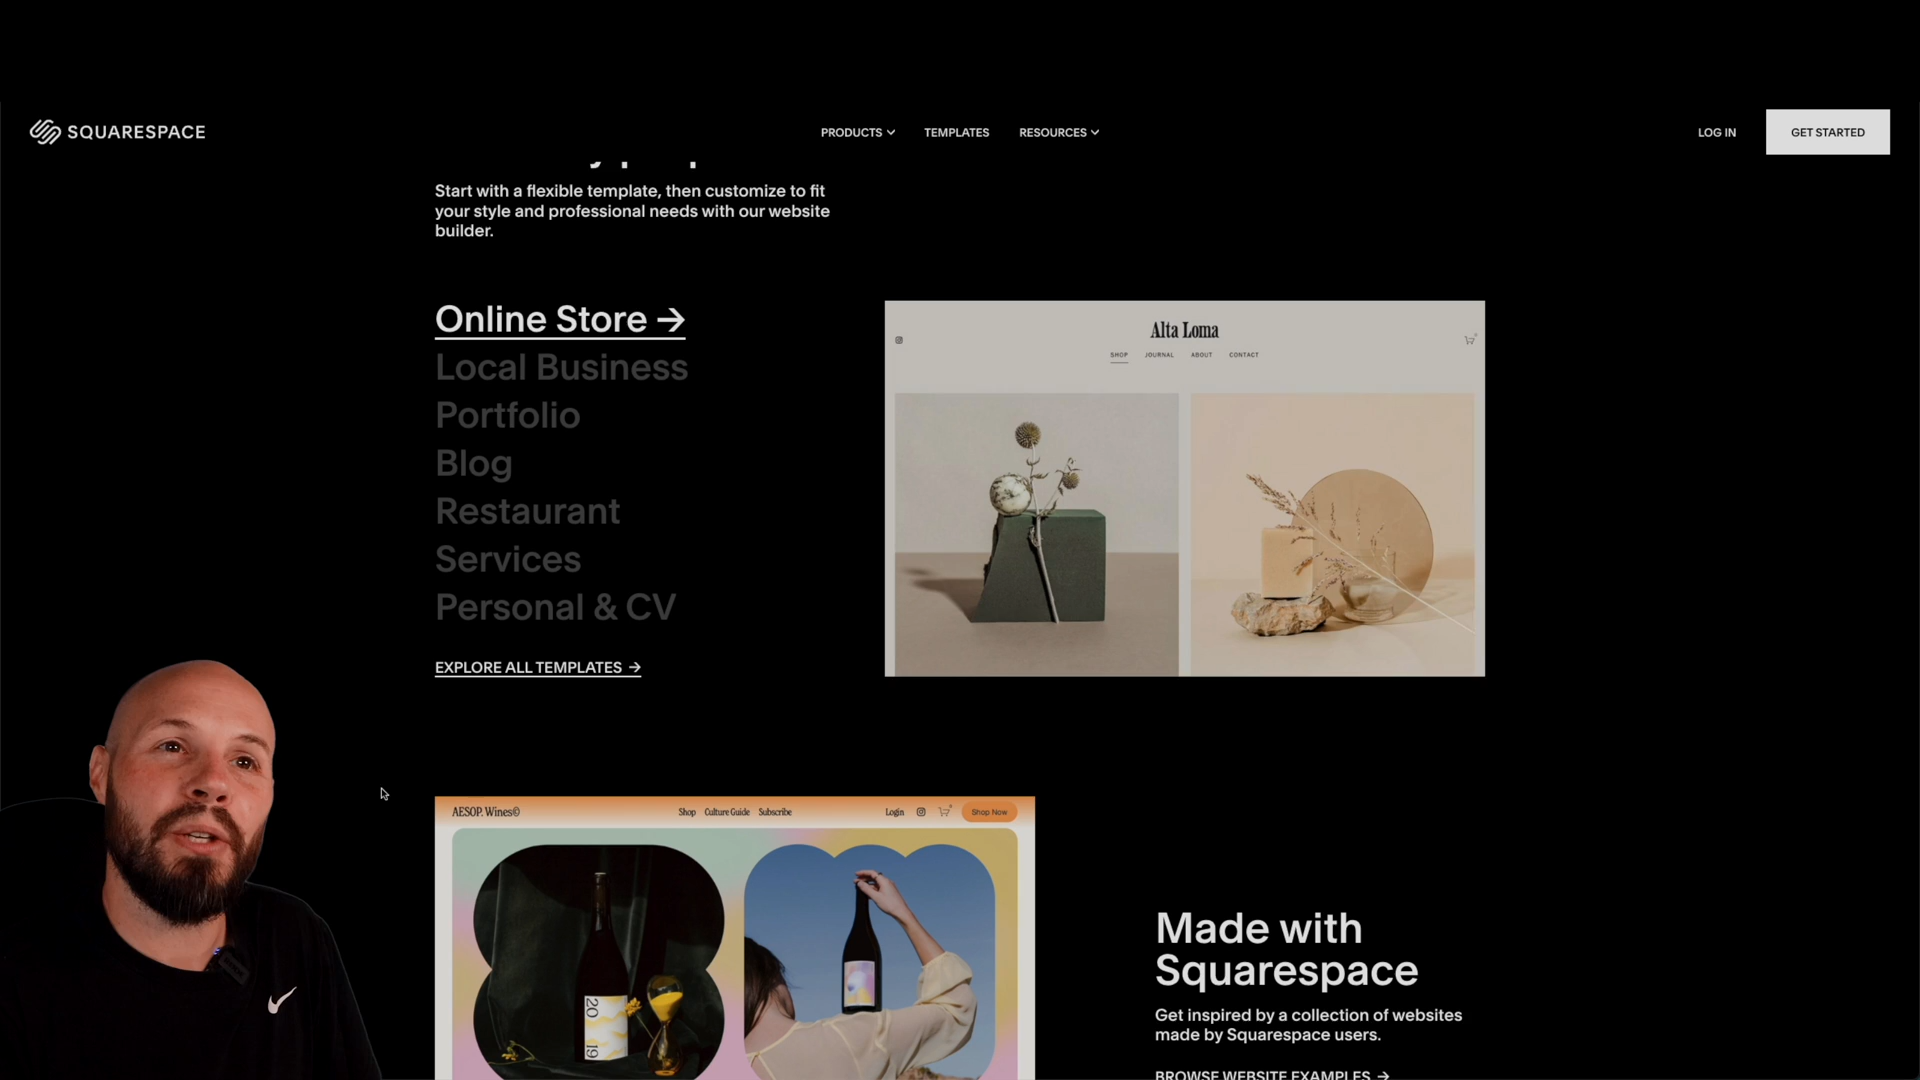 SQUARESPACE
PRODUCTS
TEMPLATES
RESOURCES
LOG IN
GET STARTED
Start with a flexible template, then customize to fit
your style and professional needs with our website
builder.
Online Store →
Local Business
Portfolio
Blog
Restaurant
Services
Personal & CV
EXPLORE ALL TEMPLATES →
Alta Loma
SHOP
JOURNAL
ABOUT
CONTACT
AESOP. Wines©
Shop
Culture Guide
Subscribe
Login
Shop Now
20
19
Made with
Squarespace
Get inspired by a collection of websites
made by Squarespace users.
BROWSE WEBSITE EXAMPLES →